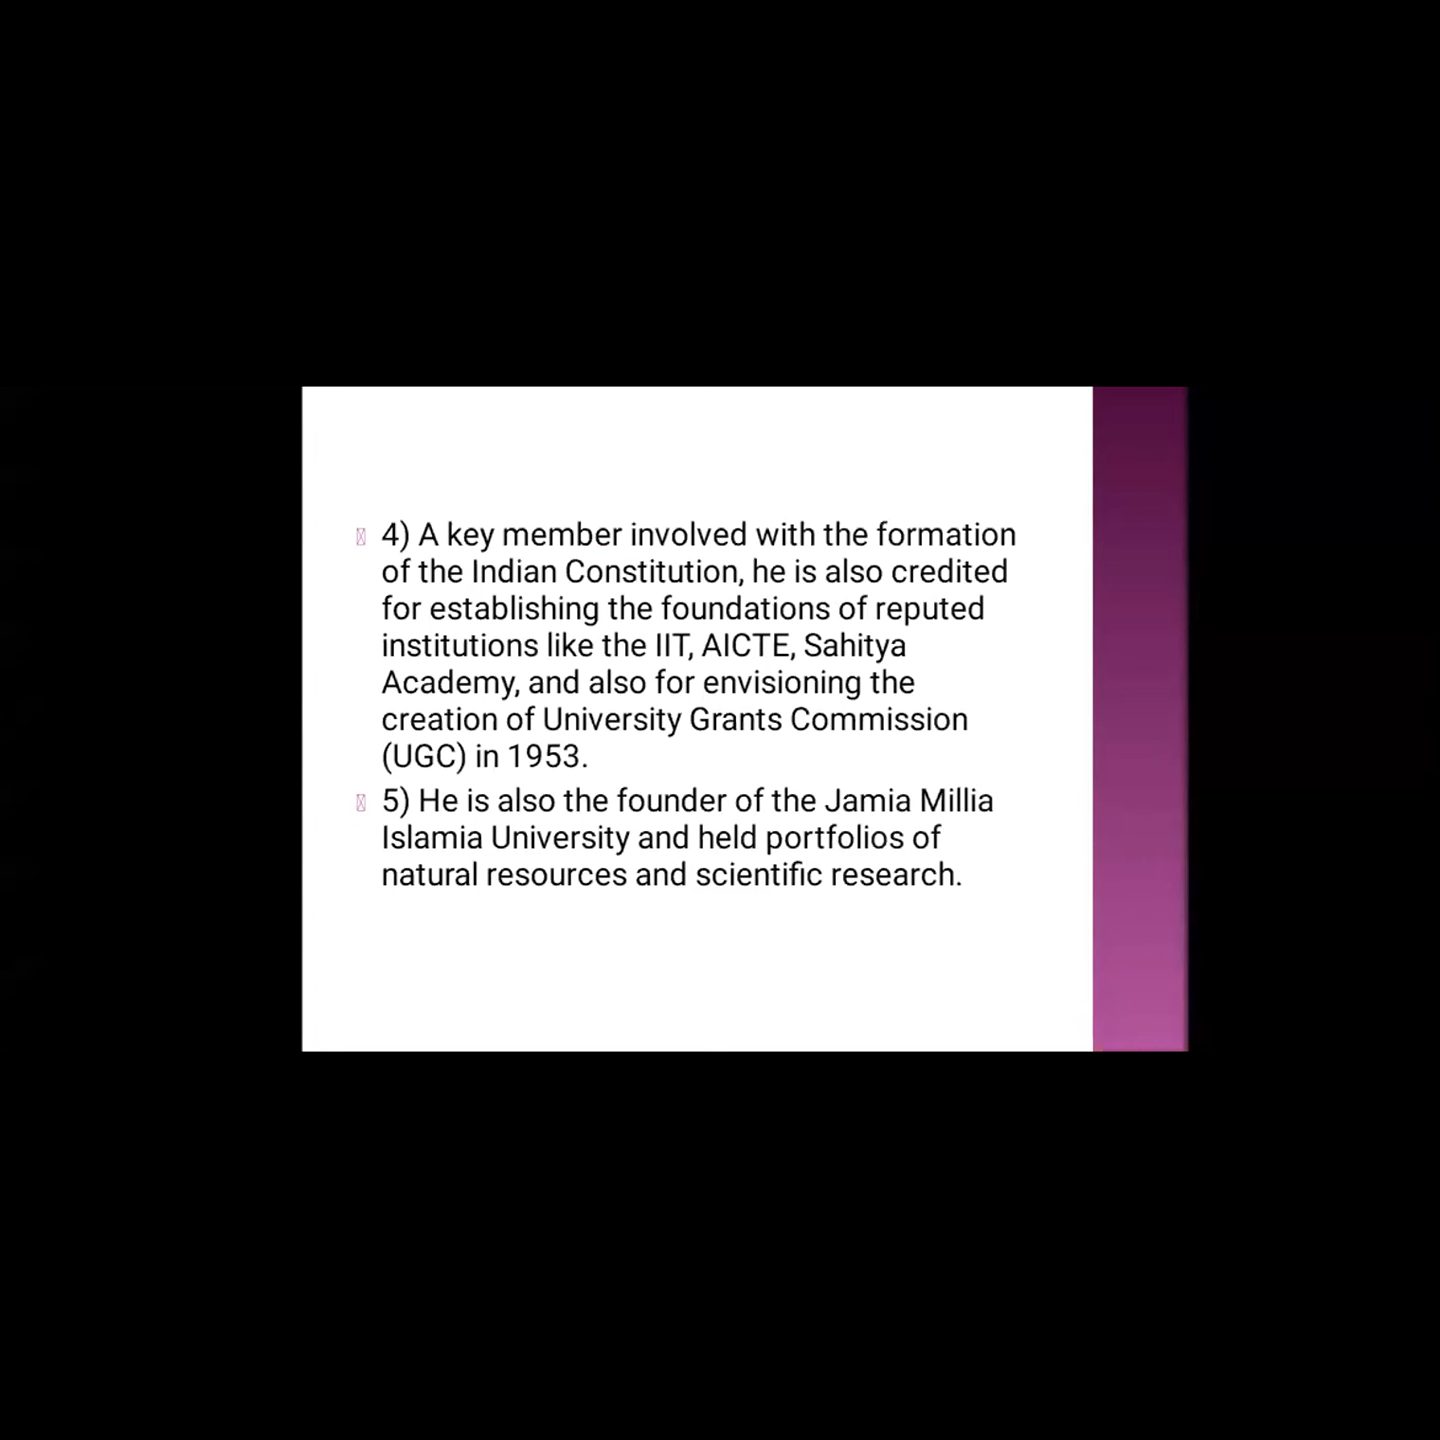 4) A key member involved with the formation
of the Indian Constitution, he is also credited
for establishing the foundations of reputed
institutions like the IIT, AICTE, Sahitya
Academy, and also for envisioning the
creation of University Grants Commission
(UGC) in 1953.
5) He is also the founder of the Jamia Millia
Islamia University and held portfolios of
natural resources and scientific research.